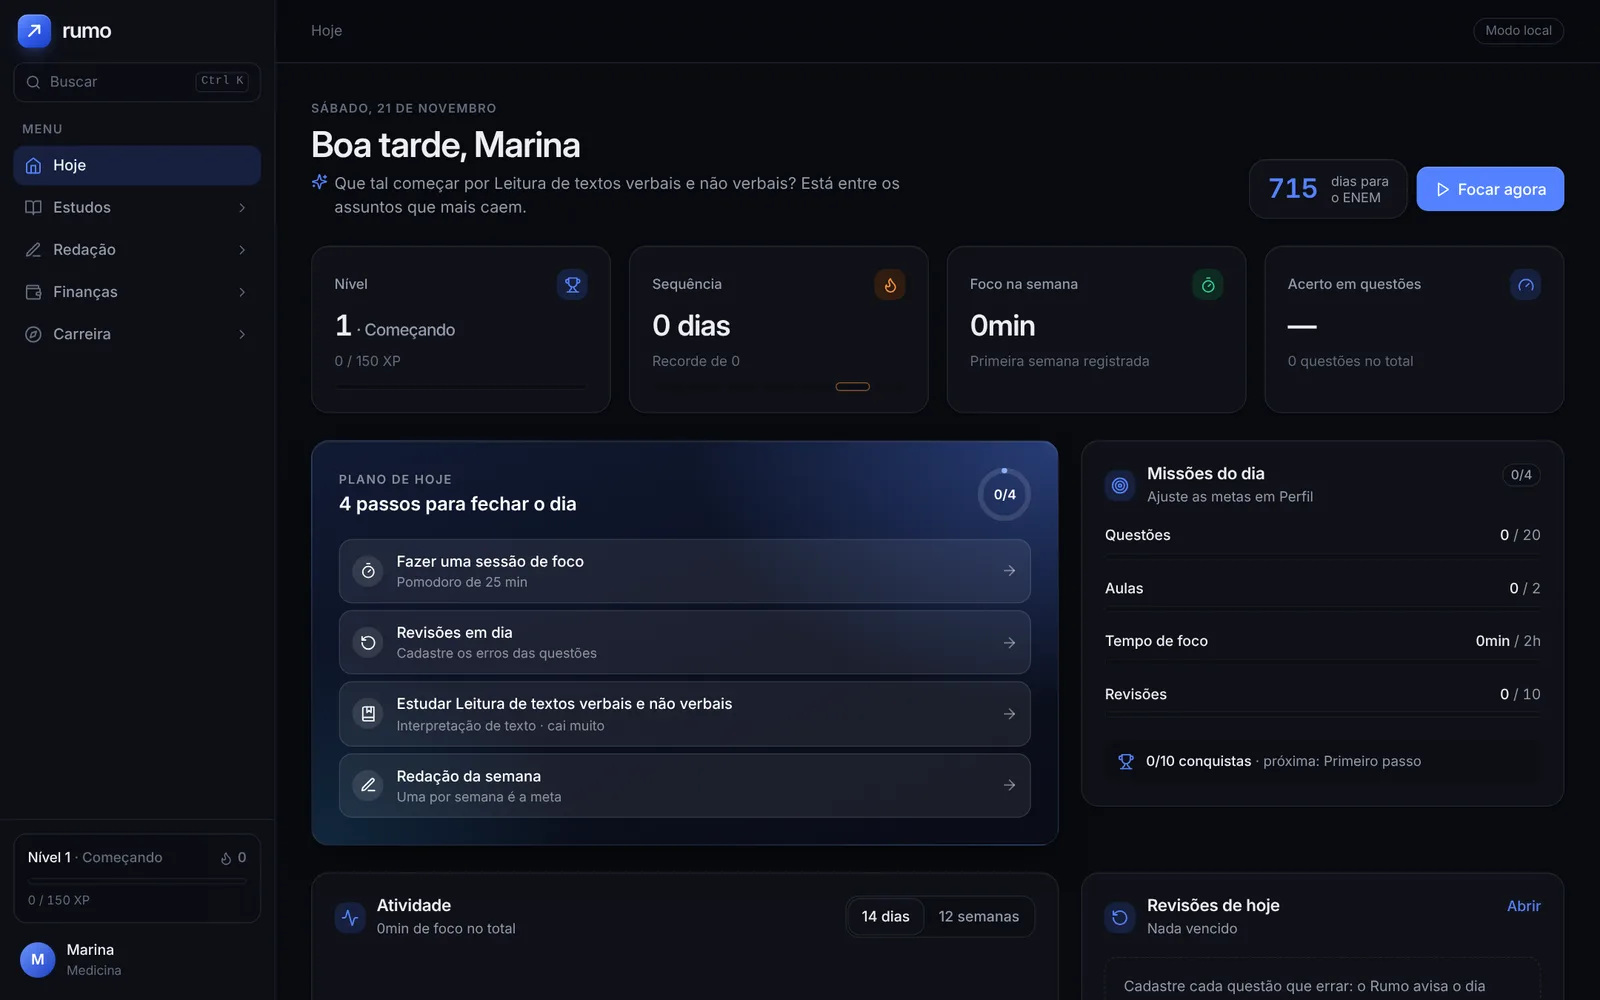 rumo
Buscar
Ctrl K
MENU
Hoje
Estudos
Redação
Finanças
Carreira
Nível 1 · Começando
0
0 / 150 XP
M
Marina
Medicina
Hoje
Modo local
SÁBADO, 21 DE NOVEMBRO
Boa tarde, Marina
Que tal começar por Leitura de textos verbais e não verbais? Está entre os
assuntos que mais caem.
715
dias para
o ENEM
Focar agora
Nível
1 · Começando
0 / 150 XP
Sequência
0 dias
Recorde de 0
Foco na semana
0min
Primeira semana registrada
Acerto em questões
—
0 questões no total
PLANO DE HOJE
4 passos para fechar o dia
0/4
Fazer uma sessão de foco
Pomodoro de 25 min
Revisões em dia
Cadastre os erros das questões
Estudar Leitura de textos verbais e não verbais
Interpretação de texto · cai muito
Redação da semana
Uma por semana é a meta
Missões do dia
Ajuste as metas em Perfil
0/4
Questões
0 / 20
Aulas
0 / 2
Tempo de foco
0min / 2h
Revisões
0 / 10
0/10 conquistas · próxima: Primeiro passo
Atividade
0min de foco no total
14 dias
12 semanas
Revisões de hoje
Nada vencido
Abrir
Cadastre cada questão que errar: o Rumo avisa o dia